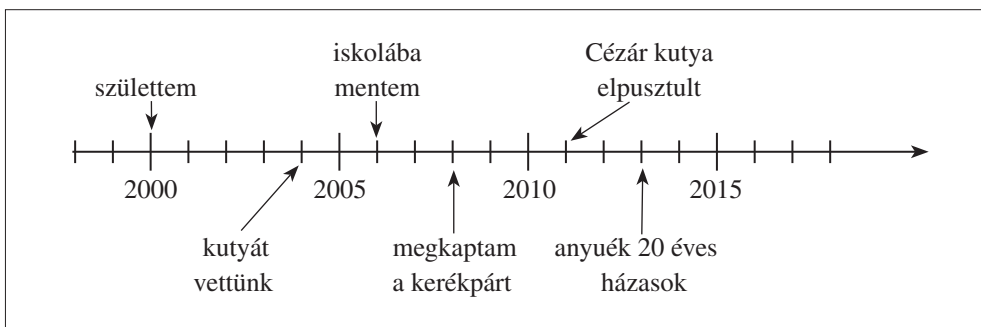 iskolába
mentem
Cézár kutya
elpusztult
születtem
2000
2005
2010
2015
kutyát
vettünk
megkaptam
a kerékpárt
anyuék 20 éves
házasok